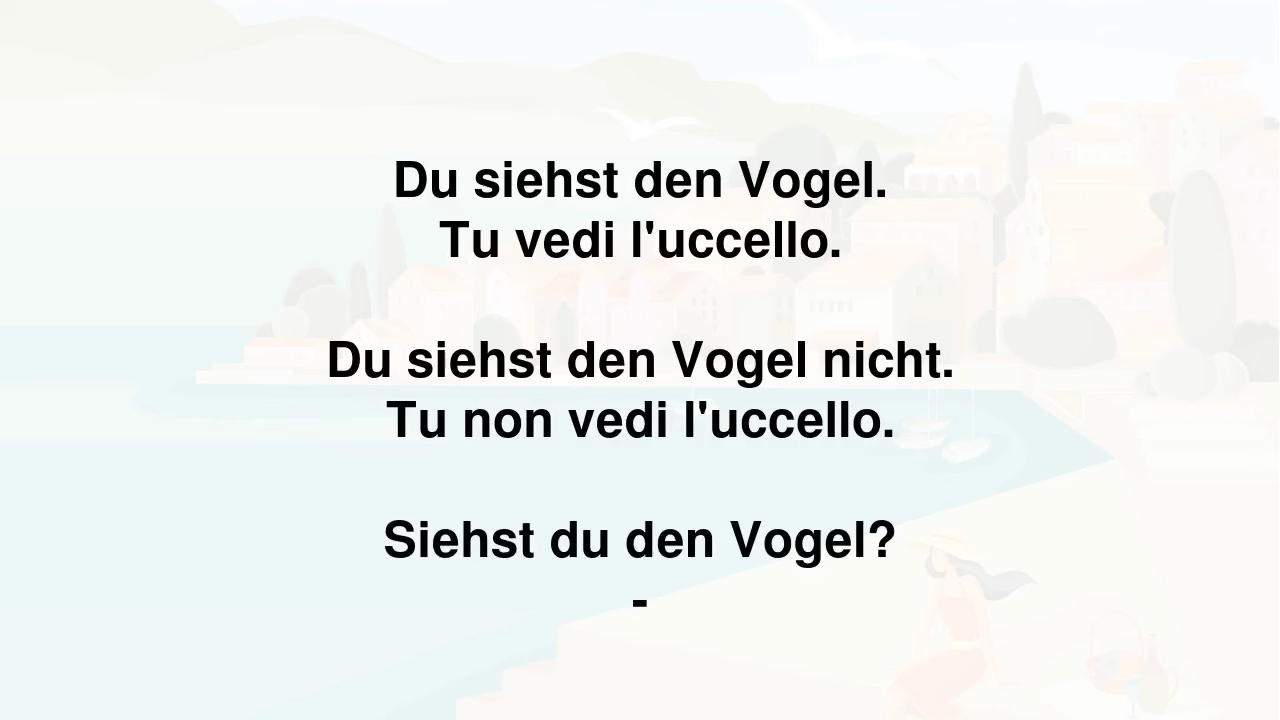 Du siehst den Vogel.
Tu vedi l'uccello.
Du siehst den Vogel nicht.
Tu non vedi l'uccello.
Siehst du den Vogel?
-